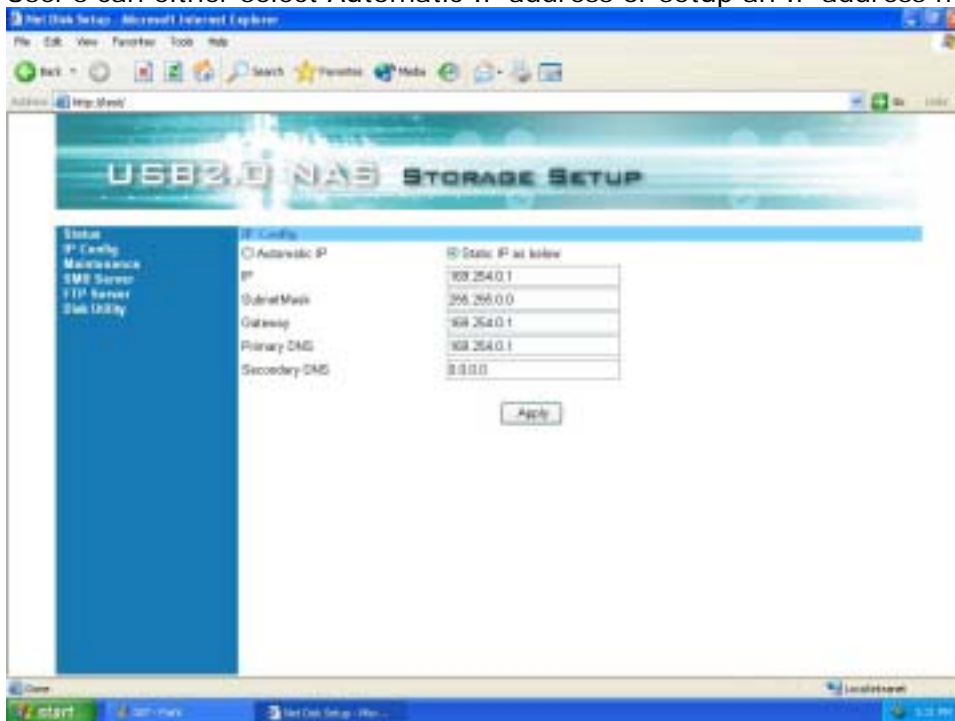 User's can either select Automatic IP address or setup an IP address
Net Disk Setup - Microsoft Internet Explorer
File Edit View Favorites Tools Help
Back Search Favorites Media
Address Go Links
USB2.0 NAS STORAGE SETUP
Status
IP Config
Maintenance
SMB Server
FTP Server
Disk Utility
IP Config
Automatic IP Static IP as below
IP 169.254.0.1
SubnetMask 255.255.0.0
Gateway 169.254.0.1
Primary DNS 169.254.0.1
Secondary DNS 0.0.0.0
Apply
Done Local intranet
start Net Disk Setup - Micr...